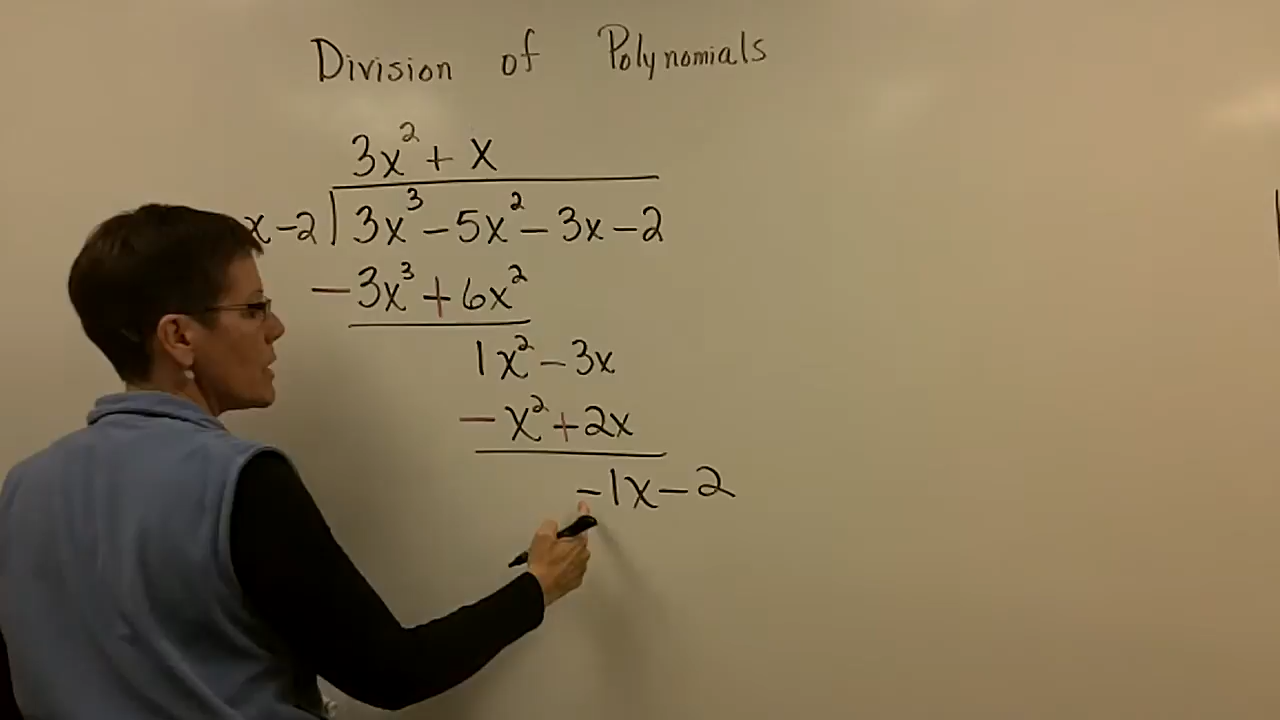 Division of Polynomials
3x² + x
x-2 ) 3x³ - 5x² - 3x - 2
- 3x³ + 6x²
1x² - 3x
- x² + 2x
-1x - 2